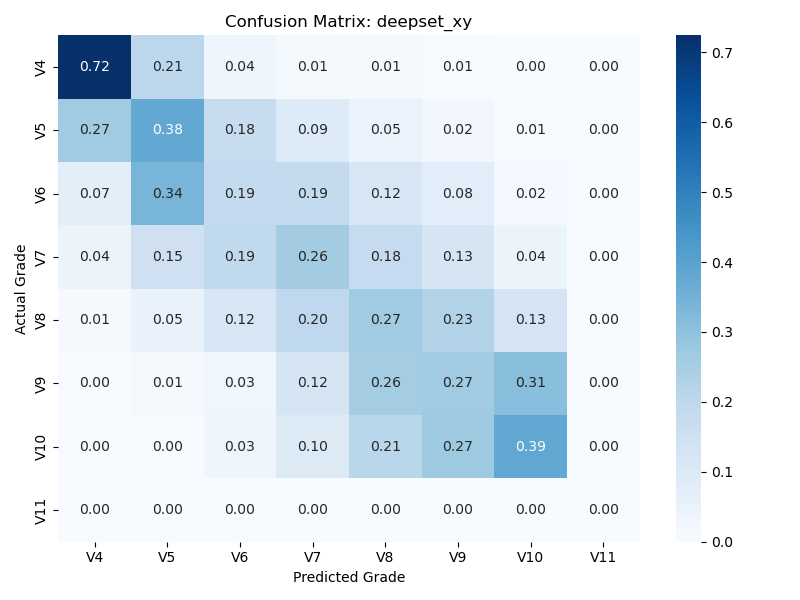 Confusion Matrix: deepset_xy
V4 0.72 0.21 0.04 0.01 0.01 0.01 0.00 0.00
V5 0.27 0.38 0.18 0.09 0.05 0.02 0.01 0.00
V6 0.07 0.34 0.19 0.19 0.12 0.08 0.02 0.00
V7 0.04 0.15 0.19 0.26 0.18 0.13 0.04 0.00
V8 0.01 0.05 0.12 0.20 0.27 0.23 0.13 0.00
V9 0.00 0.01 0.03 0.12 0.26 0.27 0.31 0.00
V10 0.00 0.00 0.03 0.10 0.21 0.27 0.39 0.00
V11 0.00 0.00 0.00 0.00 0.00 0.00 0.00 0.00
V4 V5 V6 V7 V8 V9 V10 V11
Predicted Grade
Actual Grade
0.7
0.6
0.5
0.4
0.3
0.2
0.1
0.0